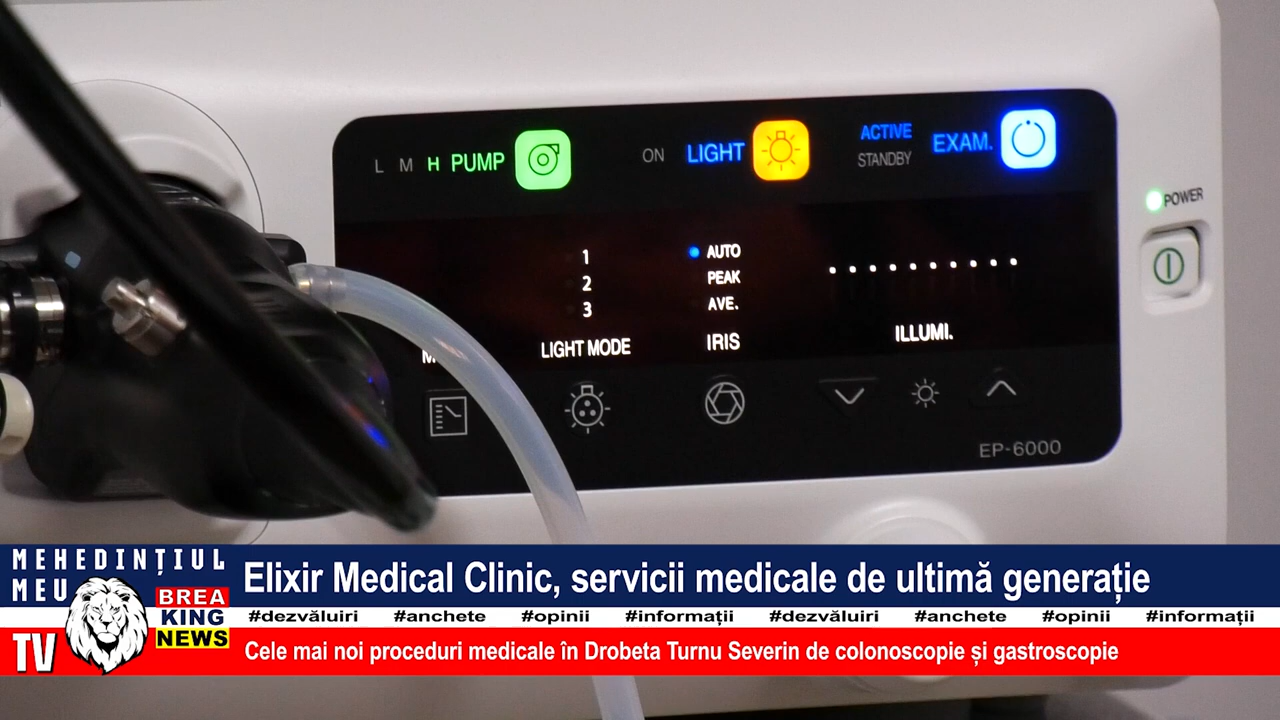 L M H PUMP
ON LIGHT
ACTIVE
STANDBY
EXAM.
POWER
1
2
3
LIGHT MODE
AUTO
PEAK
AVE.
IRIS
ILLUMI.
EP-6000
MEHEDINȚIUL
MEU
TV
BREA
KING
NEWS
Elixir Medical Clinic, servicii medicale de ultimă generație
#dezvăluiri #anchete #opinii #informații #dezvăluiri #anchete #opinii #informații
Cele mai noi proceduri medicale în Drobeta Turnu Severin de colonoscopie și gastroscopie